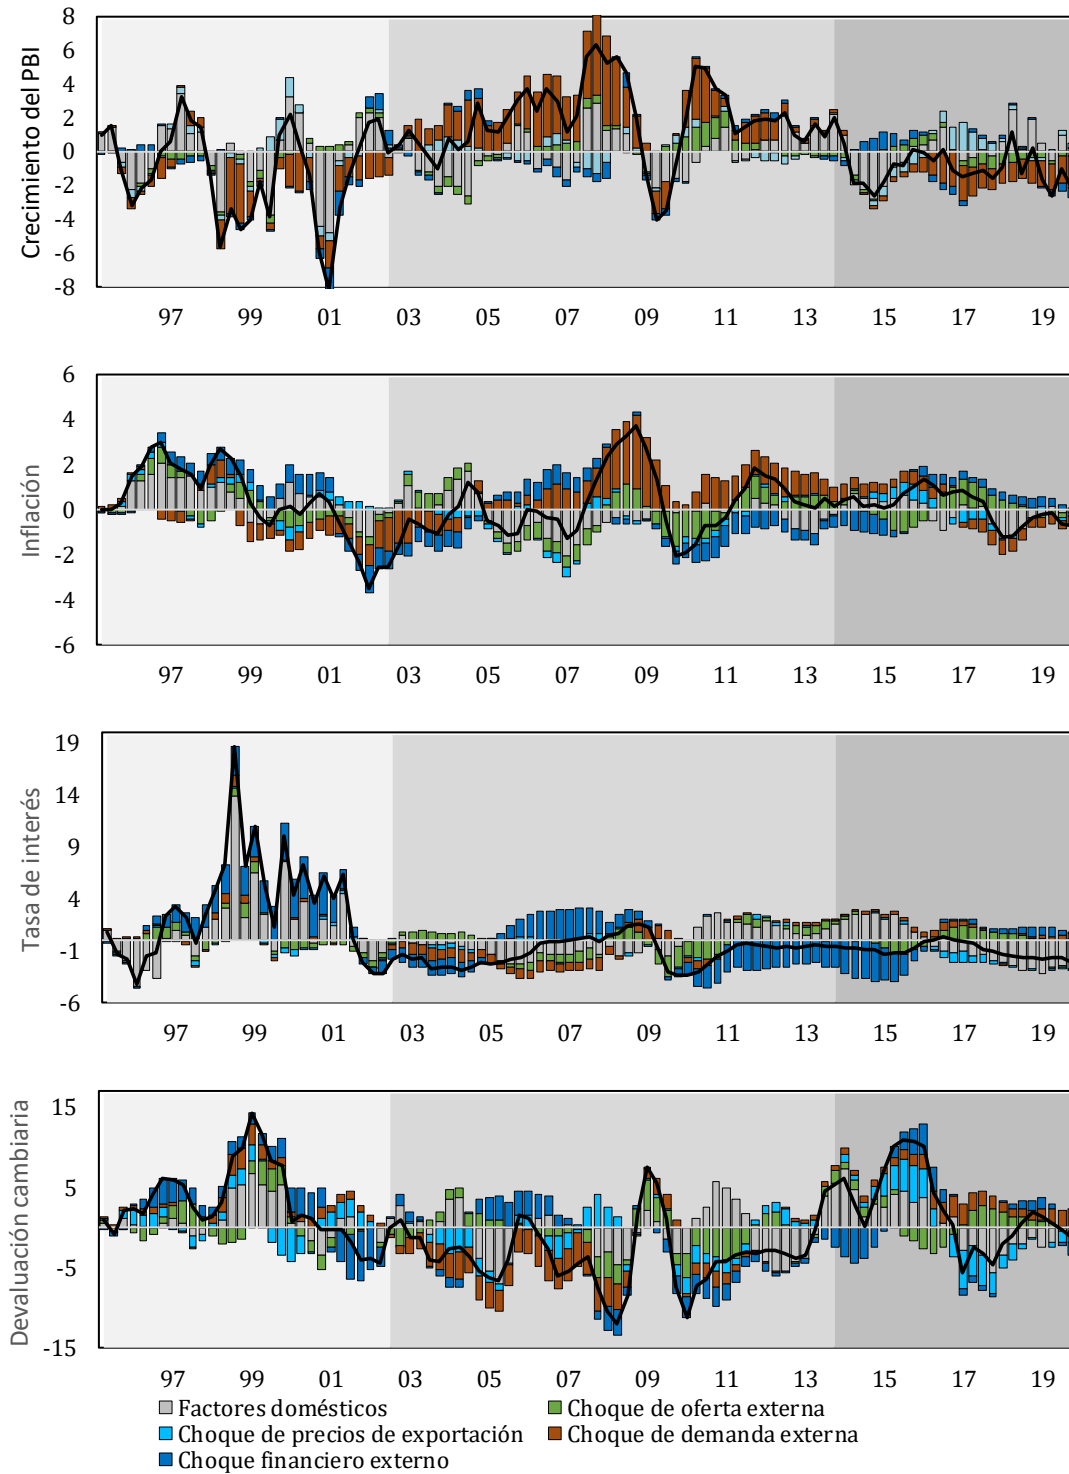 Crecimiento del PBI
8
6
4
2
0
-2
-4
-6
-8
97 99 01 03 05 07 09 11 13 15 17 19
Inflación
6
4
2
0
-2
-4
-6
97 99 01 03 05 07 09 11 13 15 17 19
Tasa de interés
19
14
9
4
-1
-6
97 99 01 03 05 07 09 11 13 15 17 19
Devaluación cambiaria
15
5
-5
-15
97 99 01 03 05 07 09 11 13 15 17 19
Factores domésticos Choque de oferta externa
Choque de precios de exportación Choque de demanda externa
Choque financiero externo